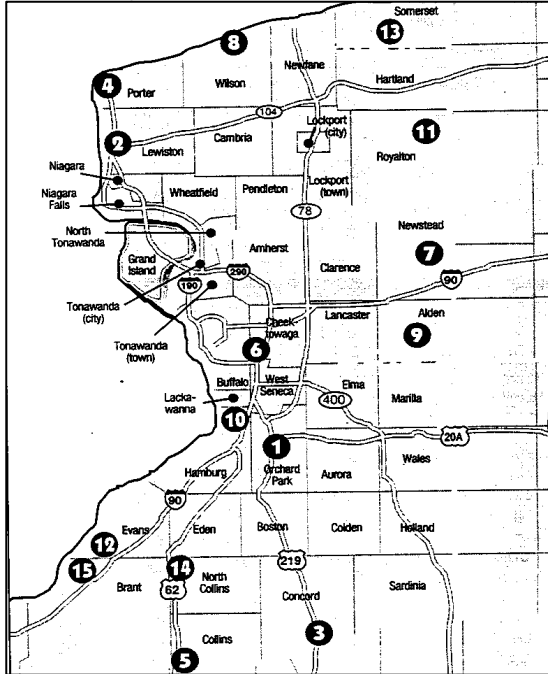 Somerset
13
8
Newfane
4
Porter
Wilson
Hartland
104
Lockport
(city)
11
2
Cambria
Lewiston
Royalton
Niagara
Wheatfield
Pendleton
Lockport
(town)
Niagara
Falls
78
North
Tonawanda
Newstead
Amherst
7
Grand
Island
Clarence
290
90
190
Tonawanda
(city)
Lancaster
Alden
Cheek-
towaga
9
Tonawanda
(town)
6
Buffalo
West
Seneca
Elma
Lacka-
wanna
400
Marilla
10
20A
1
Wales
Hamburg
Orchard
Park
Aurora
90
Evans
Eden
Boston
Colden
Holland
12
219
15
14
North
Collins
Brant
62
Concord
Sardinia
3
Collins
5